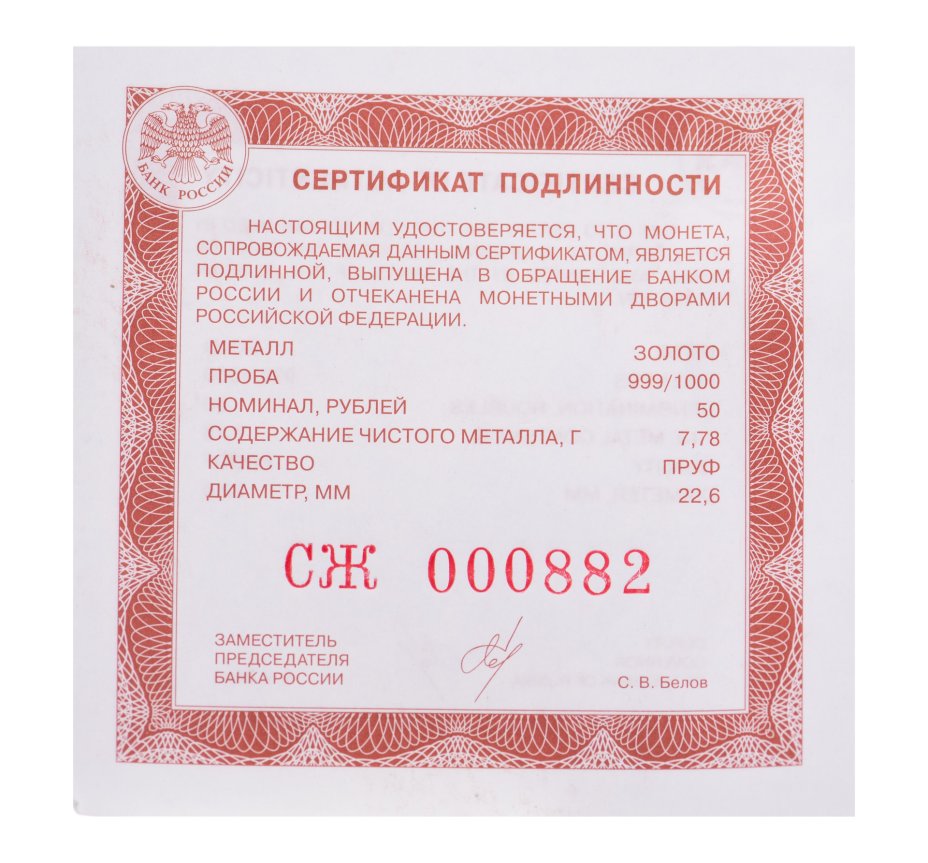 БАНК РОССИИ
СЕРТИФИКАТ ПОДЛИННОСТИ
НАСТОЯЩИМ УДОСТОВЕРЯЕТСЯ, ЧТО МОНЕТА,
СОПРОВОЖДАЕМАЯ ДАННЫМ СЕРТИФИКАТОМ, ЯВЛЯЕТСЯ
ПОДЛИННОЙ, ВЫПУЩЕНА В ОБРАЩЕНИЕ БАНКОМ
РОССИИ И ОТЧЕКАНЕНА МОНЕТНЫМИ ДВОРАМИ
РОССИЙСКОЙ ФЕДЕРАЦИИ.
МЕТАЛЛ ЗОЛОТО
ПРОБА 999/1000
НОМИНАЛ, РУБЛЕЙ 50
СОДЕРЖАНИЕ ЧИСТОГО МЕТАЛЛА, Г 7,78
КАЧЕСТВО ПРУФ
ДИАМЕТР, ММ 22,6
СЖ 000882
ЗАМЕСТИТЕЛЬ
ПРЕДСЕДАТЕЛЯ
БАНКА РОССИИ
С. В. Белов